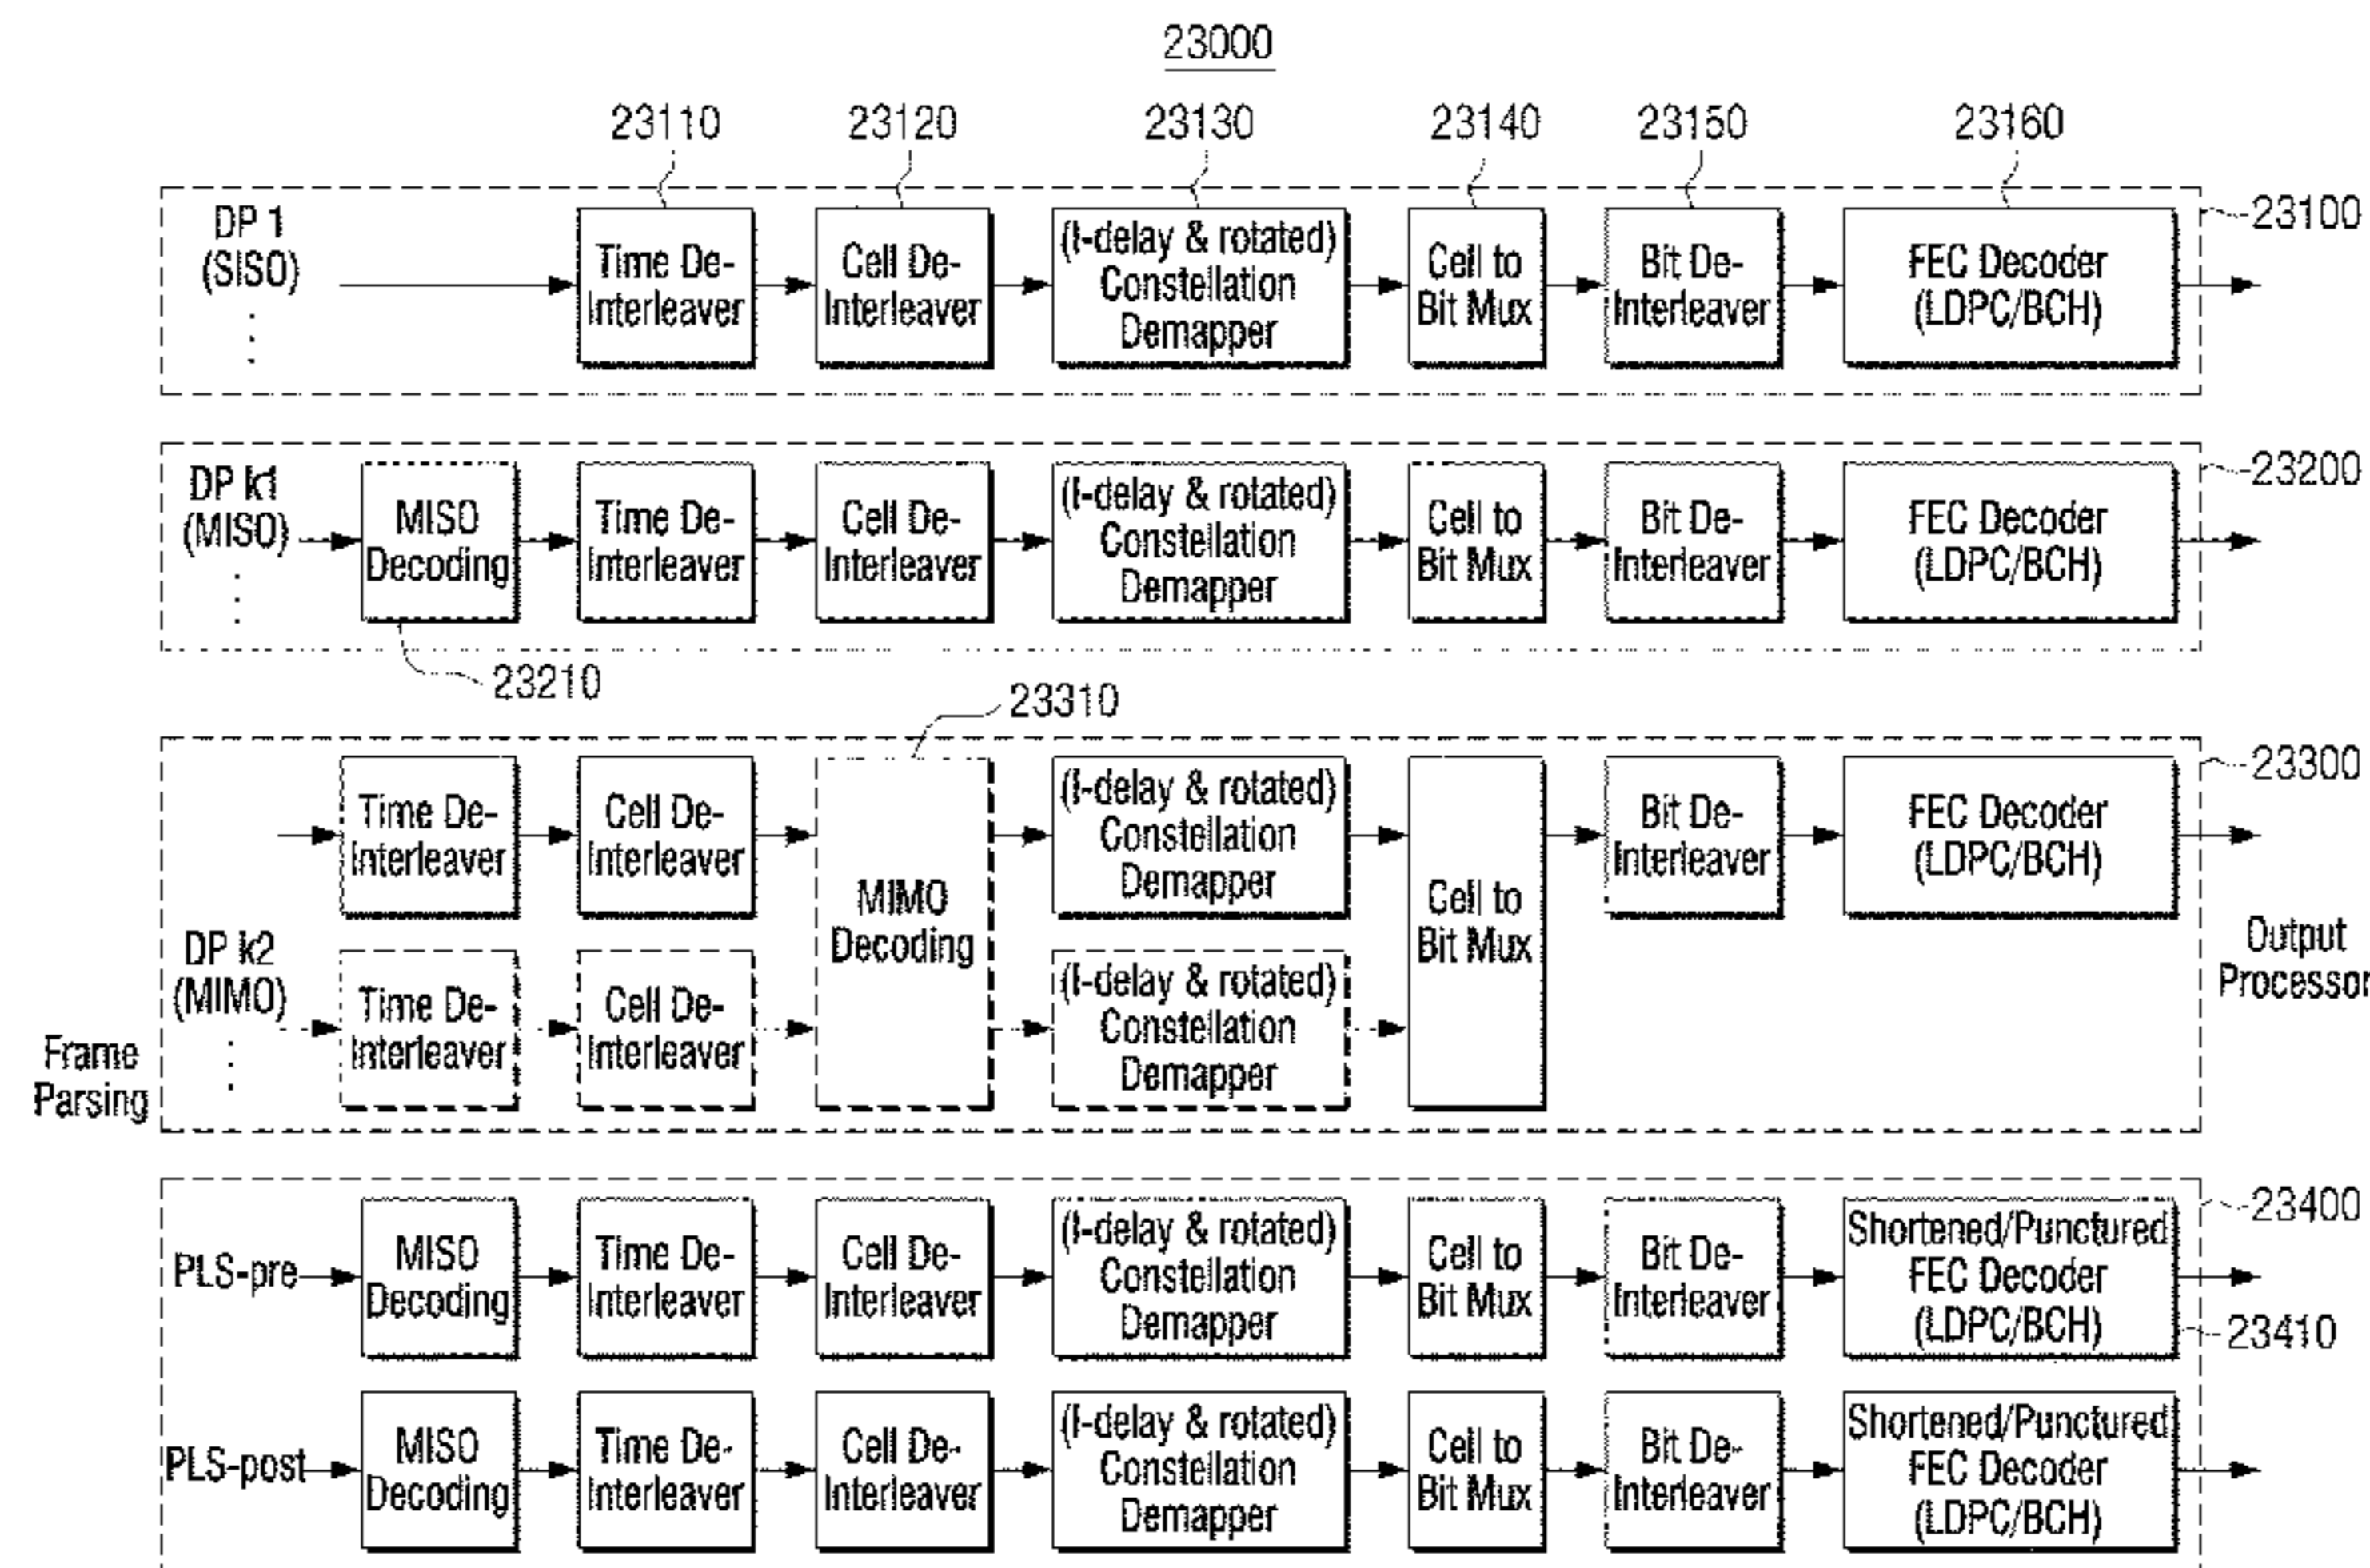 23000
23110 23120 23130 23140 23150 23160
DP 1
(SISO)
Time De-
Interleaver
Cell De-
Interleaver
(I-delay & rotated)
Constellation
Demapper
Cell to
Bit Mux
Bit De-
Interleaver
FEC Decoder
(LDPC/BCH)
23100
DP k1
(MISO)
MISO
Decoding
Time De-
Interleaver
Cell De-
Interleaver
(I-delay & rotated)
Constellation
Demapper
Cell to
Bit Mux
Bit De-
Interleaver
FEC Decoder
(LDPC/BCH)
23200
23210
23310
Frame
Parsing
DP k2
(MIMO)
Time De-
Interleaver
Cell De-
Interleaver
Time De-
Interleaver
Cell De-
Interleaver
MIMO
Decoding
(I-delay & rotated)
Constellation
Demapper
(I-delay & rotated)
Constellation
Demapper
Cell to
Bit Mux
Bit De-
Interleaver
FEC Decoder
(LDPC/BCH)
23300
Output
Processor
PLS-pre
MISO
Decoding
Time De-
Interleaver
Cell De-
Interleaver
(I-delay & rotated)
Constellation
Demapper
Cell to
Bit Mux
Bit De-
Interleaver
Shortened/Punctured
FEC Decoder
(LDPC/BCH)
23400
23410
PLS-post
MISO
Decoding
Time De-
Interleaver
Cell De-
Interleaver
(I-delay & rotated)
Constellation
Demapper
Cell to
Bit Mux
Bit De-
Interleaver
Shortened/Punctured
FEC Decoder
(LDPC/BCH)